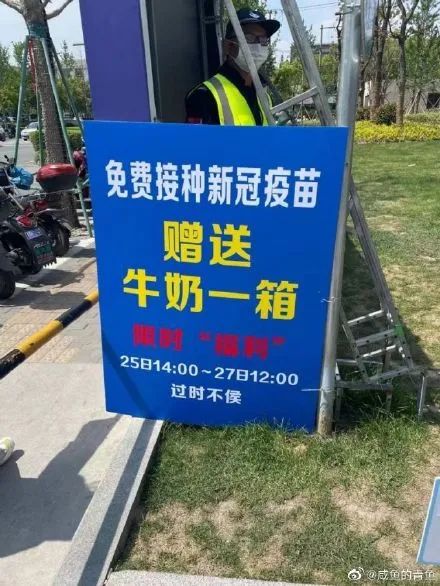 免费接种新冠疫苗
赠送
牛奶一箱
限时“福利”
25日14:00~27日12:00
过时不侯
@咸鱼的青鱼